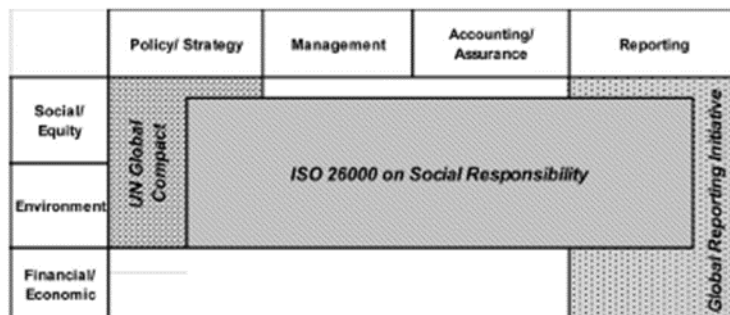 Policy/ Strategy
Management
Accounting/
Assurance
Reporting
Social/
Equity
Environment
Financial/
Economic
UN Global
Compact
ISO 26000 on Social Responsibility
Global Reporting Initiative